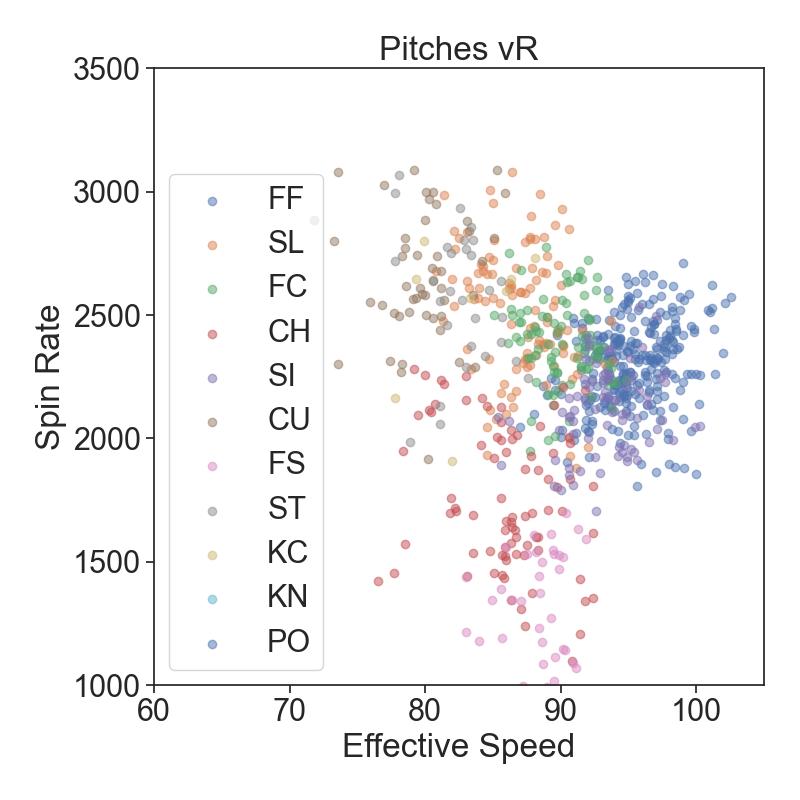 Pitches vR
3500
3000
2500
2000
1500
1000
Spin Rate
FF
SL
FC
CH
SI
CU
FS
ST
KC
KN
PO
60
70
80
90
100
Effective Speed